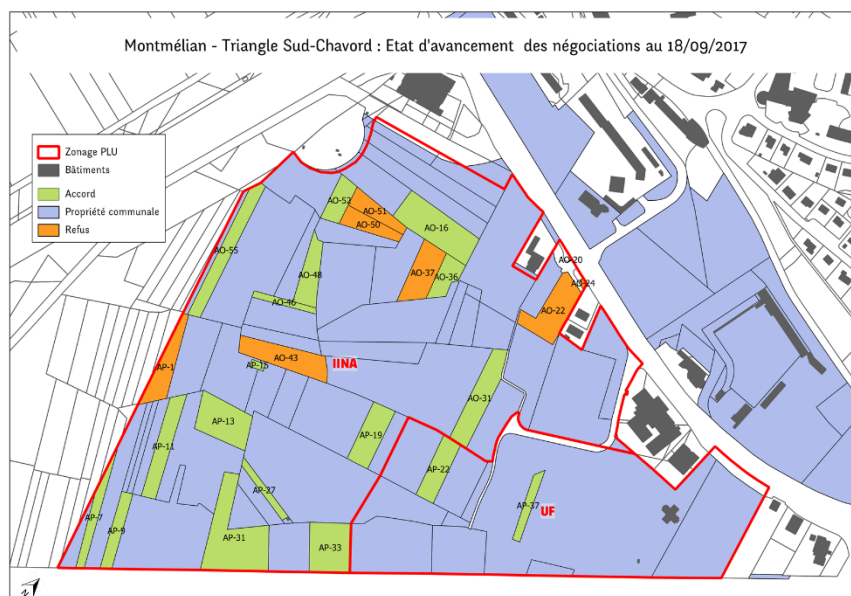 Montmélian - Triangle Sud-Chavord : Etat d'avancement des négociations au 18/09/2017
Zonage PLU
Bâtiments
Accord
Propriété communale
Refus
AO-52
AO-51
AO-50
AO-16
AO-55
AO-48
AO-37
AO-36
AO-46
AO-20
AO-24
AO-22
AO-43
IINA
AP-1
AP-15
AO-31
AP-13
AP-11
AP-19
AP-22
AP-27
AP-37
UF
AP-7
AP-9
AP-31
AP-33
N